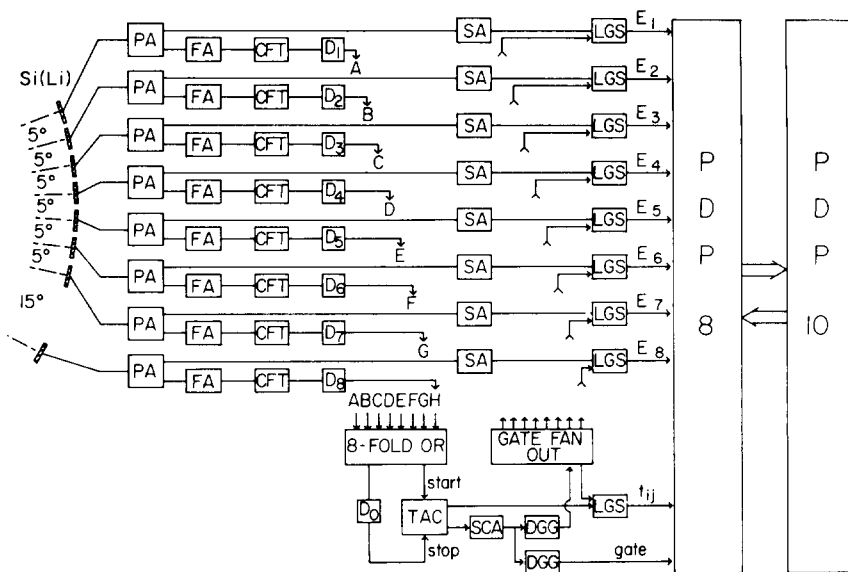 PA SA LGS E1
FA CFT D1 A
Si(Li)
PA SA LGS E2
FA CFT D2 B
5°
PA SA LGS E3
FA CFT D3 C
5°
PA SA LGS E4
FA CFT D4 D
5°
PA SA LGS E5
FA CFT D5 E
5°
PA SA LGS E6
FA CFT D6 F
5°
PA SA LGS E7
FA CFT D7 G
15°
PA SA LGS E8
FA CFT D8
PDP 8
PDP 10
ABCDEFGH
8-FOLD OR
GATE FAN
OUT
start
D0
TAC
stop
SCA
DGG
DGG
LGS
tij
gate